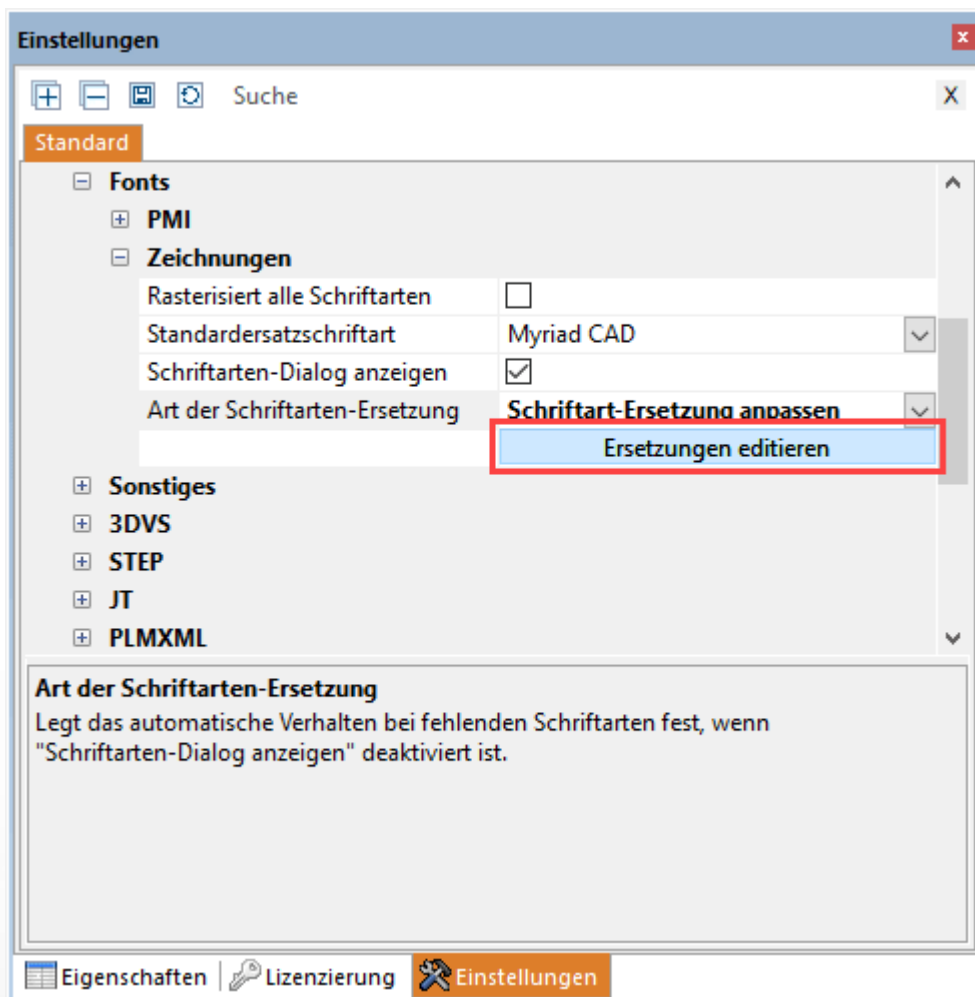 Einstellungen
Suche
X
Standard
Fonts
PMI
Zeichnungen
Rasterisiert alle Schriftarten
Standardersatzschriftart Myriad CAD
Schriftarten-Dialog anzeigen
Art der Schriftarten-Ersetzung Schriftart-Ersetzung anpassen
Ersetzungen editieren
Sonstiges
3DVS
STEP
JT
PLMXML
Art der Schriftarten-Ersetzung
Legt das automatische Verhalten bei fehlenden Schriftarten fest, wenn
"Schriftarten-Dialog anzeigen" deaktiviert ist.
Eigenschaften Lizenzierung Einstellungen